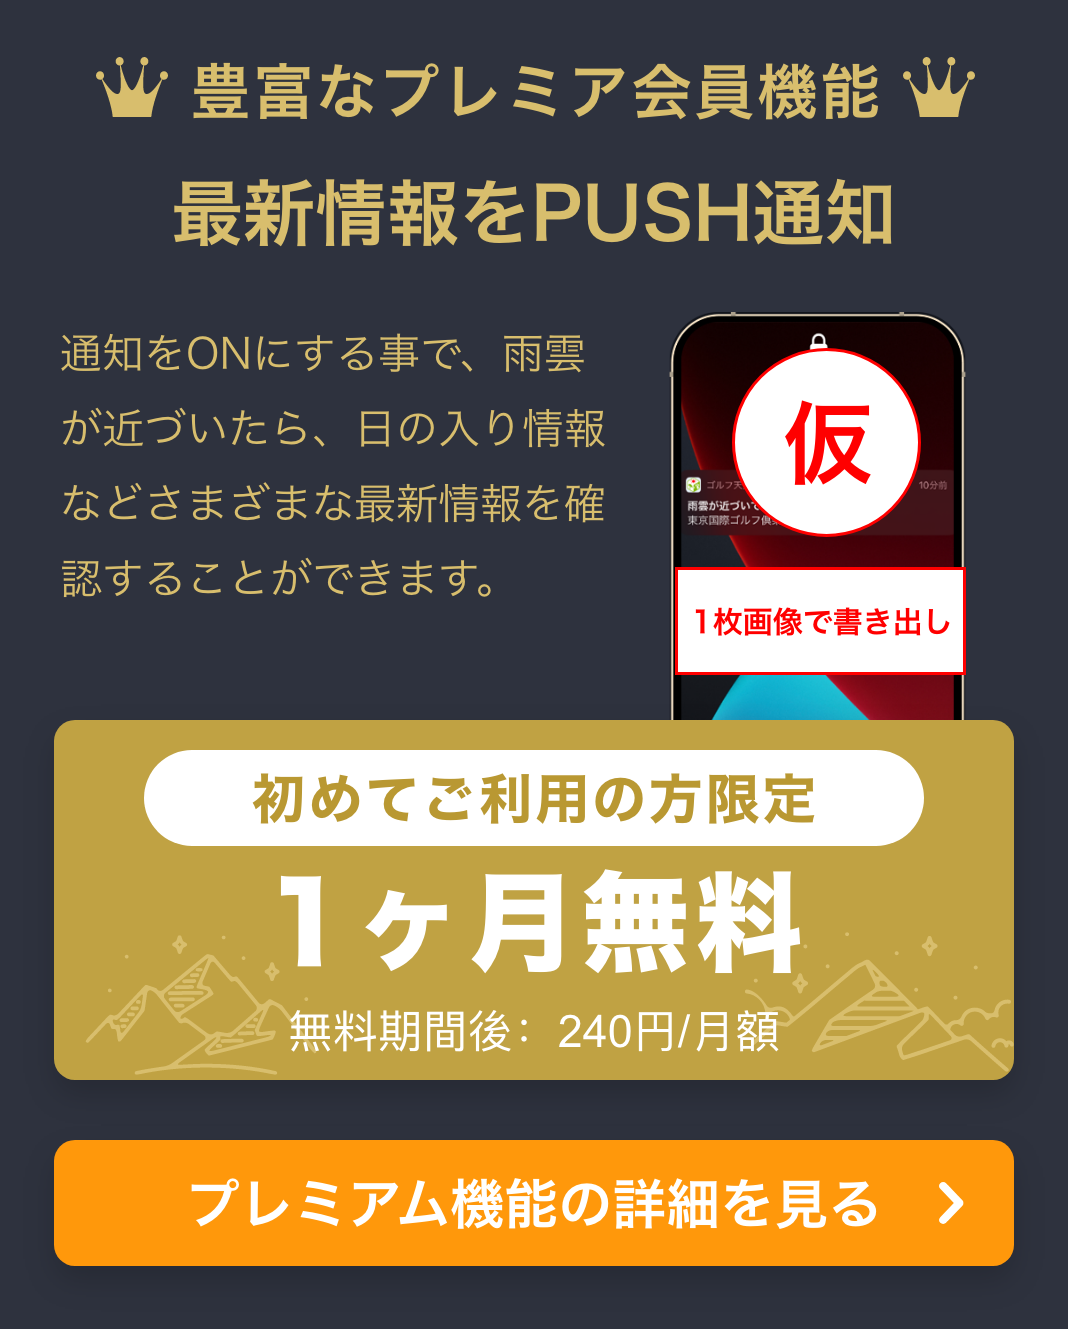 豊富なプレミア会員機能
最新情報をPUSH通知
通知をONにする事で、雨雲
が近づいたら、日の入り情報
などさまざまな最新情報を確
認することができます。
仮
ゴルフ天
10分前
雨雲が近づいて
東京国際ゴルフ倶
1枚画像で書き出し
初めてご利用の方限定
1ヶ月無料
無料期間後：240円/月額
プレミアム機能の詳細を見る